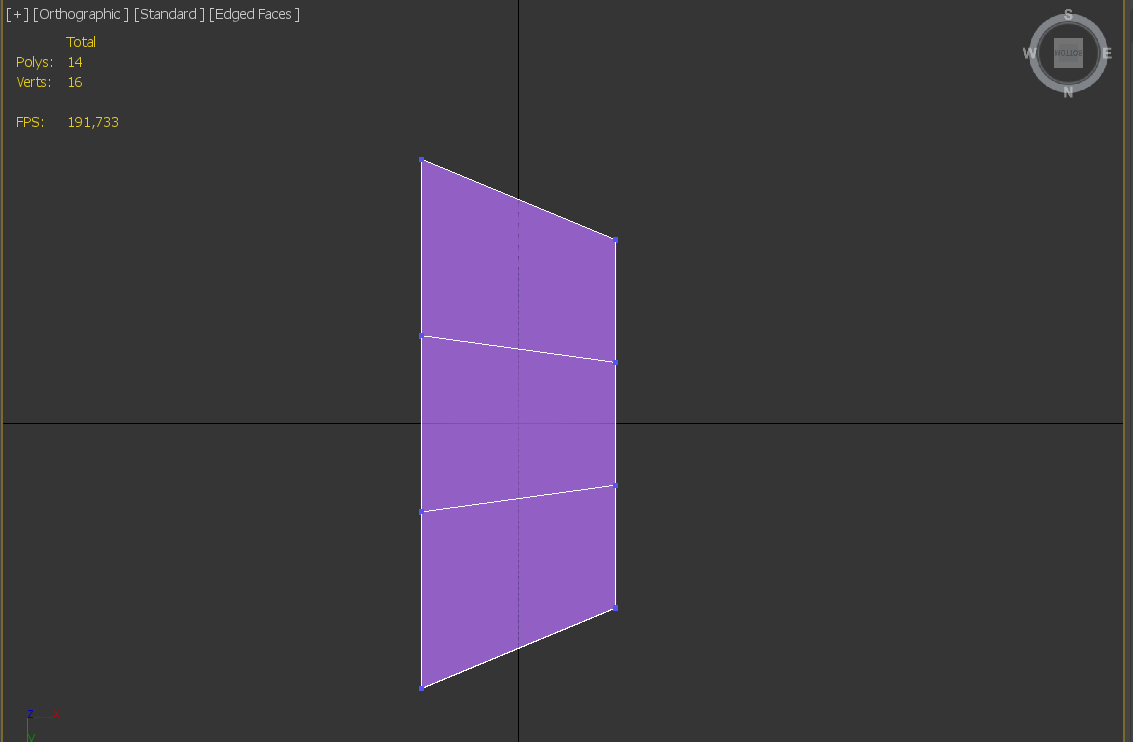 [+] [Orthographic] [Standard] [Edged Faces]
Total
Polys: 14
Verts: 16
FPS: 191,733
S
W
BOTTOM
E
N
z x
y